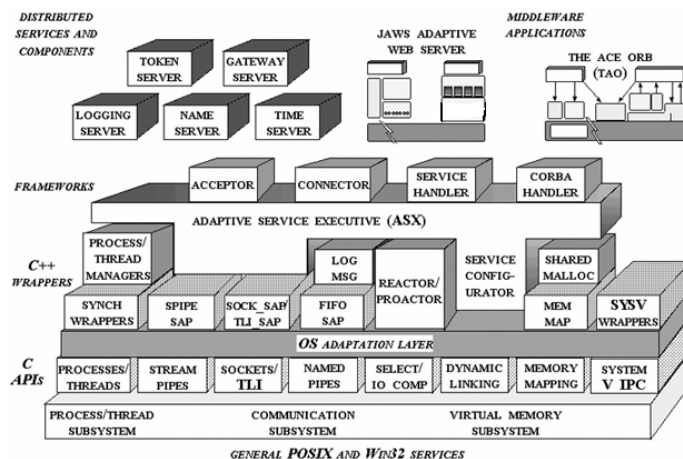 DISTRIBUTED
SERVICES AND
COMPONENTS
JAWS ADAPTIVE
WEB SERVER
MIDDLEWARE
APPLICATIONS
THE ACE ORB
(TAO)
TOKEN
SERVER
GATEWAY
SERVER
LOGGING
SERVER
NAME
SERVER
TIME
SERVER
FRAMEWORKS
ACCEPTOR
CONNECTOR
SERVICE
HANDLER
CORBA
HANDLER
ADAPTIVE SERVICE EXECUTIVE (ASX)
C++
WRAPPERS
PROCESS/
THREAD
MANAGERS
LOG
MSG
REACTOR/
PROACTOR
SERVICE
CONFIG-
URATOR
SHARED
MALLOC
SYNCH
WRAPPERS
SPIPE
SAP
SOCK_SAP/
TLI_SAP
FIFO
SAP
MEM
MAP
SYSV
WRAPPERS
OS ADAPTATION LAYER
C
APIS
PROCESSES/
THREADS
STREAM
PIPES
SOCKETS/
TLI
NAMED
PIPES
SELECT/
IO COMP
DYNAMIC
LINKING
MEMORY
MAPPING
SYSTEM
V IPC
PROCESS/THREAD
SUBSYSTEM
COMMUNICATION
SUBSYSTEM
VIRTUAL MEMORY
SUBSYSTEM
GENERAL POSIX AND WIN32 SERVICES